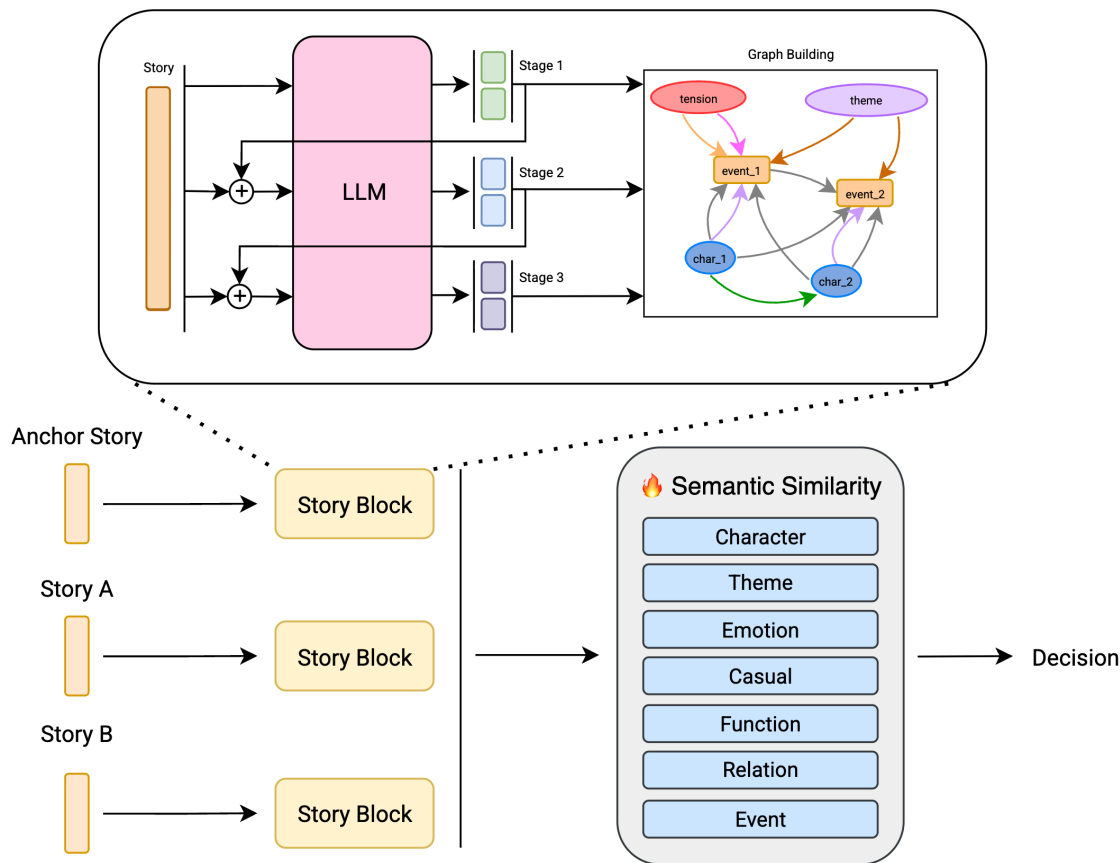 Story
LLM
Stage 1
Stage 2
Stage 3
Graph Building
tension
theme
event_1
event_2
char_1
char_2
+
+
Anchor Story
Story Block
Story A
Story Block
Story B
Story Block
🔥 Semantic Similarity
Character
Theme
Emotion
Casual
Function
Relation
Event
Decision